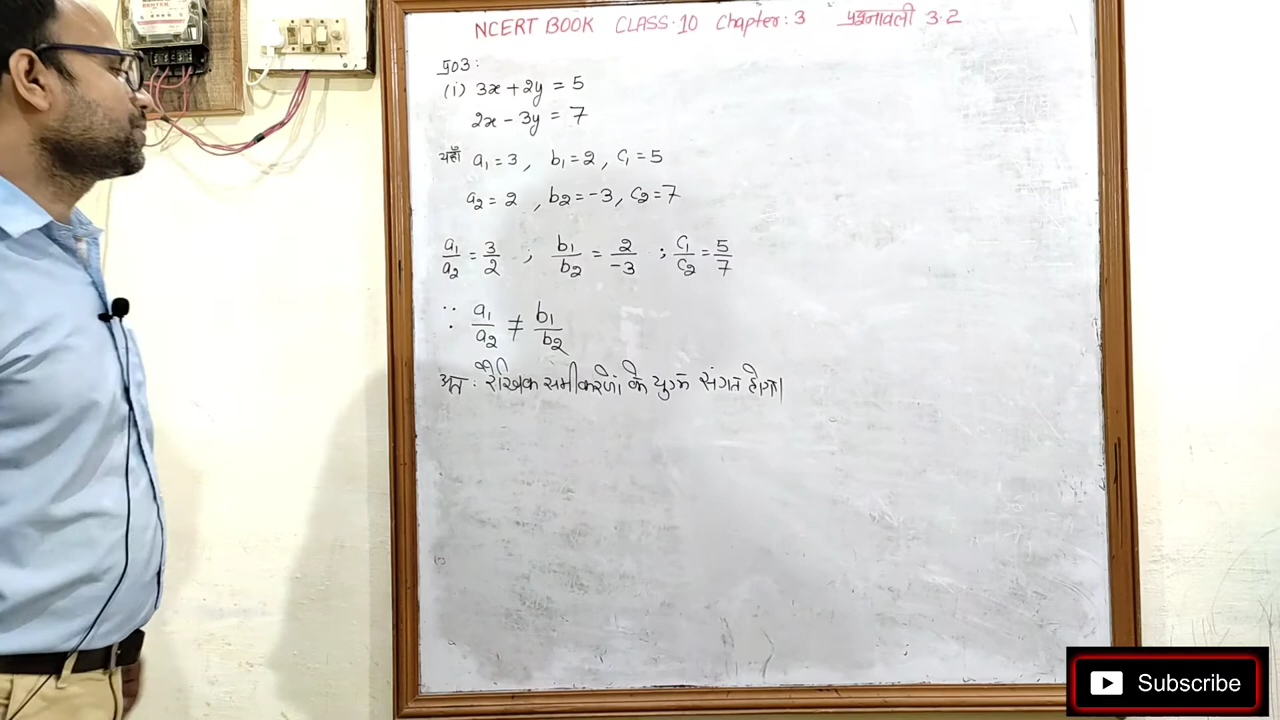 NCERT BOOK CLASS·10 Chapter: 3 प्रश्नावली 3·2
प्र03:
(i) 3x + 2y = 5
2x - 3y = 7
यहाँ a₁ = 3, b₁ = 2, c₁ = 5
a₂ = 2, b₂ = -3, c₂ = 7
a₁/a₂ = 3/2 ; b₁/b₂ = 2/-3 ; c₁/c₂ = 5/7
∵ a₁/a₂ ≠ b₁/b₂
अतः रैखिक समीकरणों के युग्म संगत होगा।
Subscribe